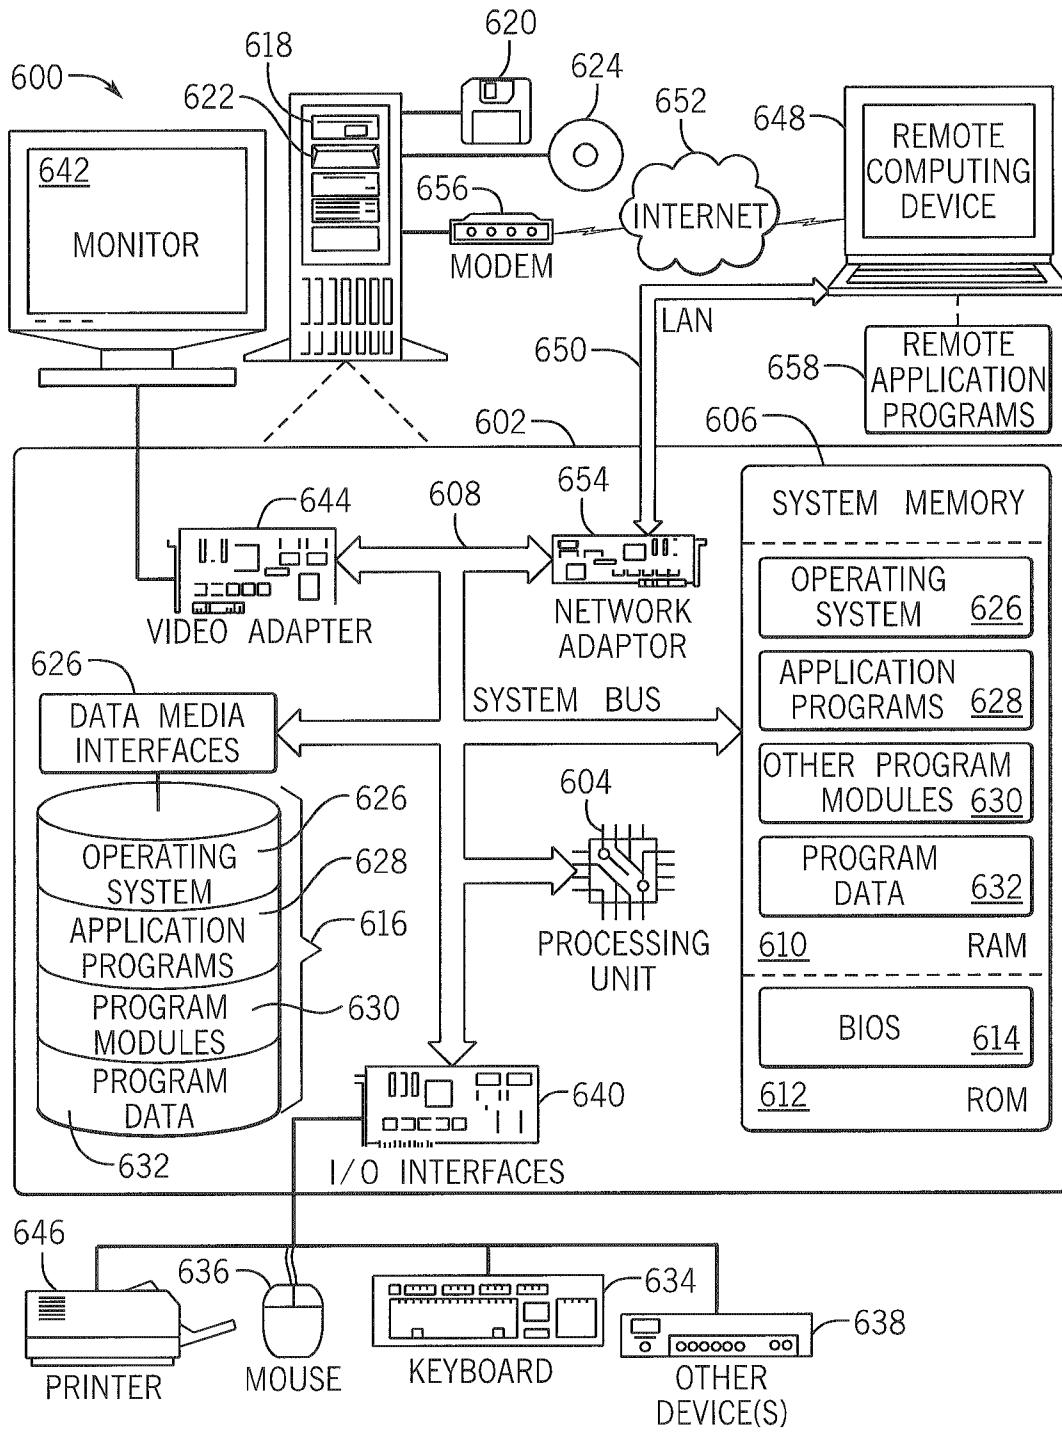 620
618
624
600
622
652
648
642
MONITOR
656
MODEM
INTERNET
REMOTE
COMPUTING
DEVICE
LAN
650
658
REMOTE
APPLICATION
PROGRAMS
602
606
644
608
654
VIDEO ADAPTER
NETWORK
ADAPTOR
SYSTEM MEMORY
OPERATING
SYSTEM 626
APPLICATION
PROGRAMS 628
OTHER PROGRAM
MODULES 630
PROGRAM
DATA 632
610 RAM
BIOS 614
612 ROM
626
DATA MEDIA
INTERFACES
SYSTEM BUS
604
PROCESSING
UNIT
626
OPERATING
SYSTEM
628
APPLICATION
PROGRAMS
616
PROGRAM
MODULES
630
PROGRAM
DATA
632
640
I/O INTERFACES
646
PRINTER
636
MOUSE
634
KEYBOARD
638
OTHER
DEVICE(S)